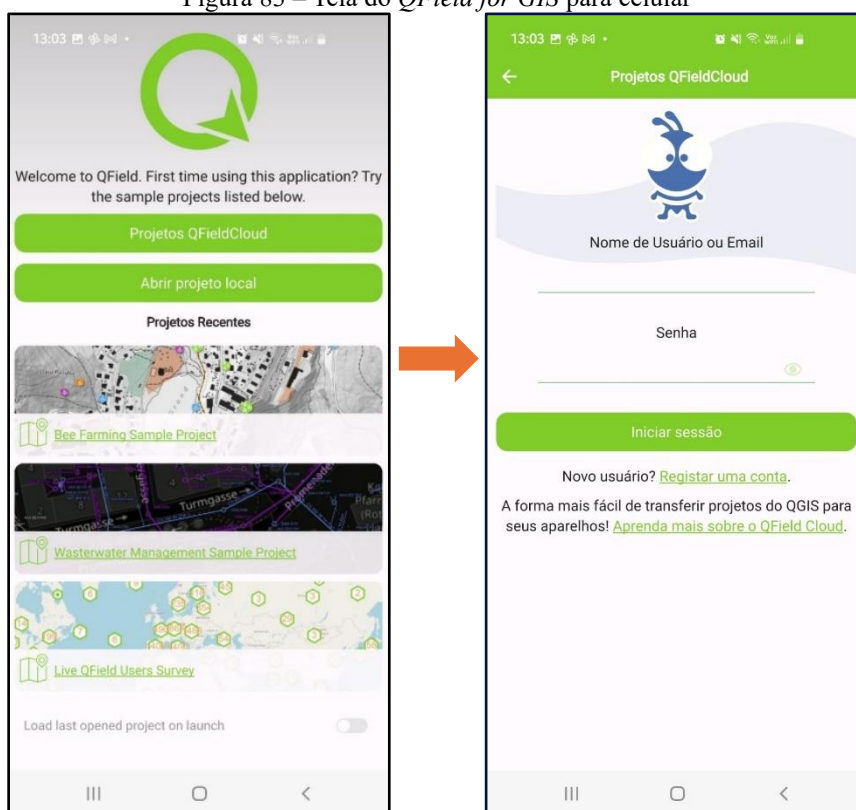 Figura 83 – Tela do QField for GIS para celular
13:03
Welcome to QField. First time using this application? Try
the sample projects listed below.
Projetos QFieldCloud
Abrir projeto local
Projetos Recentes
Bee Farming Sample Project
Turmgasse
Wasterwater Management Sample Project
Live QField Users Survey
Load last opened project on launch
13:03
Projetos QFieldCloud
Nome de Usuário ou Email
Senha
Iniciar sessão
Novo usuário? Registar uma conta.
A forma mais fácil de transferir projetos do QGIS para
seus aparelhos! Aprenda mais sobre o QField Cloud.